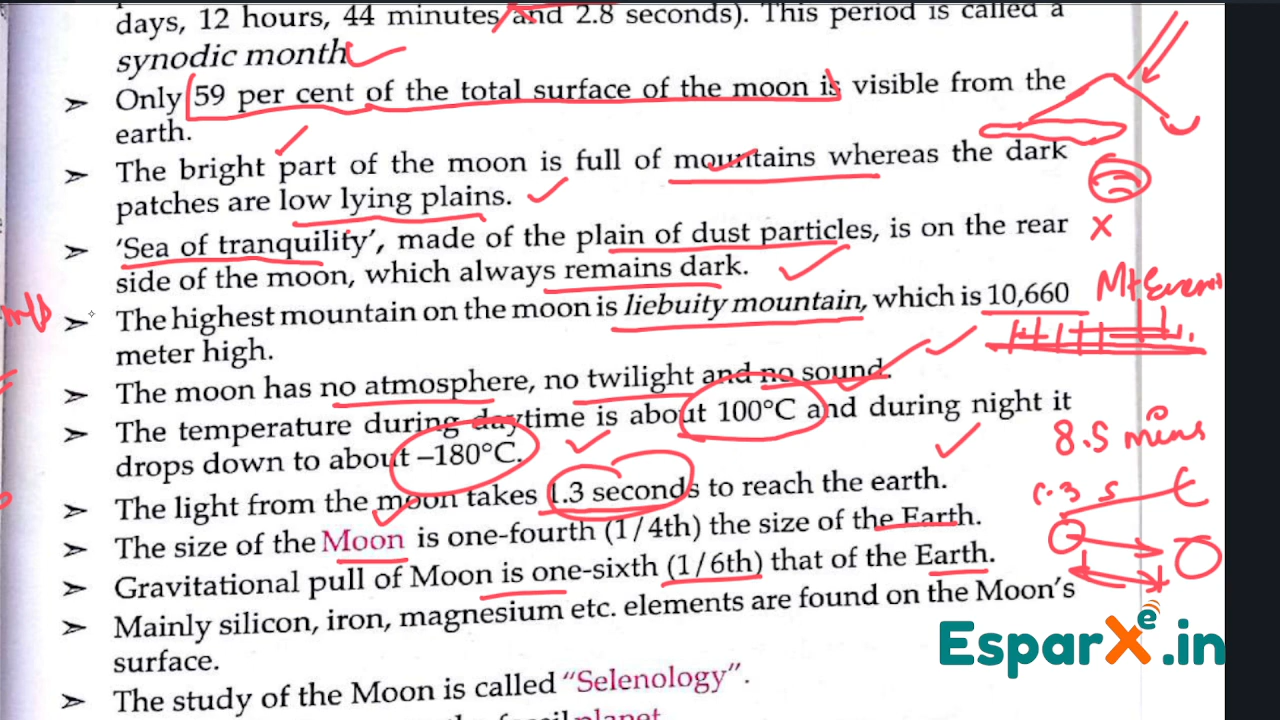 days, 12 hours, 44 minutes and 2.8 seconds). This period is called a
synodic month
➢ Only 59 per cent of the total surface of the moon is visible from the
earth.
➢ The bright part of the moon is full of mountains whereas the dark
patches are low lying plains.
➢ 'Sea of tranquility', made of the plain of dust particles, is on the rear
side of the moon, which always remains dark.
➢ The highest mountain on the moon is liebuity mountain, which is 10,660
meter high.
➢ The moon has no atmosphere, no twilight and no sound.
➢ The temperature during daytime is about 100°C and during night it
drops down to about –180°C.
➢ The light from the moon takes 1.3 seconds to reach the earth.
➢ The size of the Moon is one-fourth (1/4th) the size of the Earth.
➢ Gravitational pull of Moon is one-sixth (1/6th) that of the Earth.
➢ Mainly silicon, iron, magnesium etc. elements are found on the Moon's
surface.
➢ The study of the Moon is called "Selenology".
planet
Mt Everest
8.5 mins
1.3 s
EsparXe.in